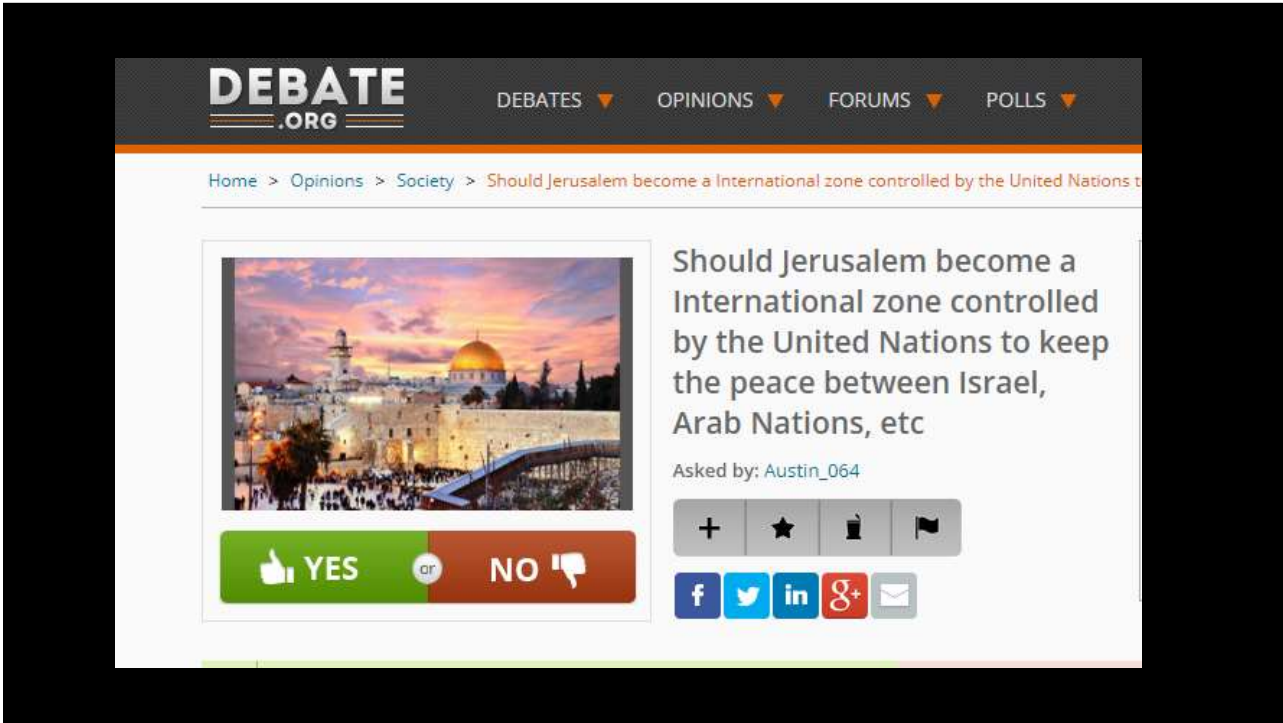 DEBATE
.ORG
DEBATES OPINIONS FORUMS POLLS
Home > Opinions > Society > Should Jerusalem become a International zone controlled by the United Nations t
Should Jerusalem become a
International zone controlled
by the United Nations to keep
the peace between Israel,
Arab Nations, etc
Asked by: Austin_064
YES or NO
f in g+